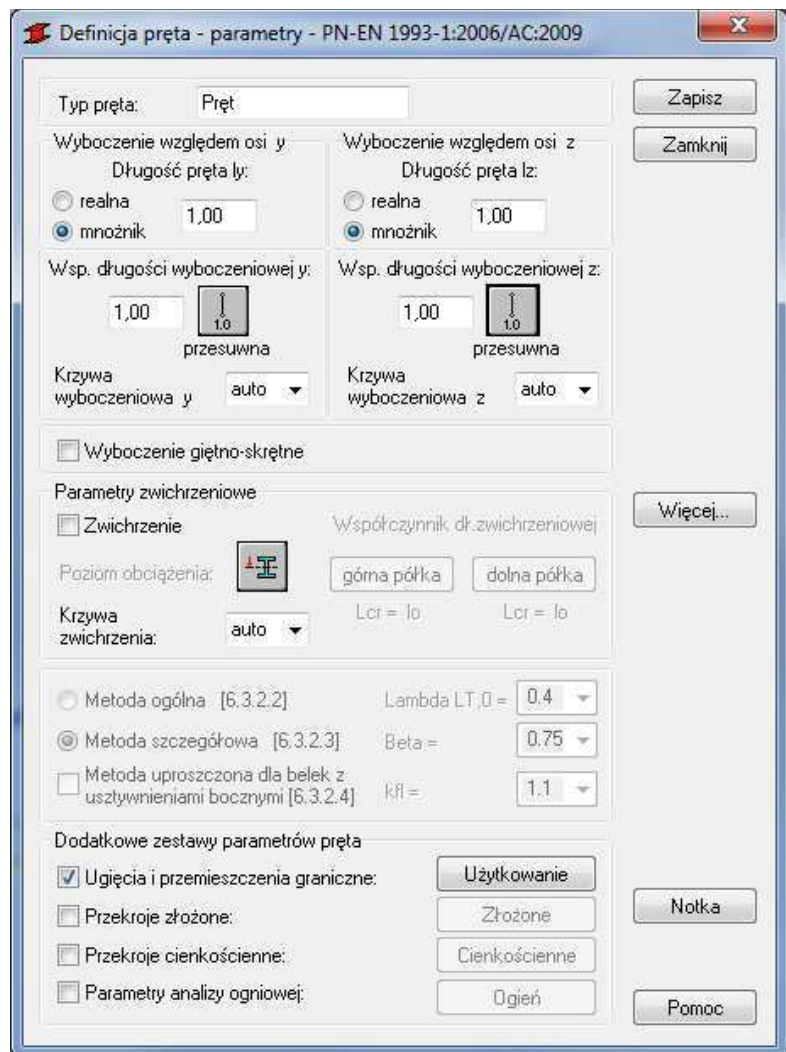 Definicja pręta - parametry - PN-EN 1993-1:2006/AC:2009
Typ pręta: Pręt
Zapisz
Zamknij
Wyboczenie względem osi y
Długość pręta ly:
realna
mnożnik
1,00
Wyboczenie względem osi z
Długość pręta lz:
realna
mnożnik
1,00
Wsp. długości wyboczeniowej y:
1,00
1.0
przesuwna
Krzywa
wyboczeniowa y
auto
Wsp. długości wyboczeniowej z:
1,00
1.0
przesuwna
Krzywa
wyboczeniowa z
auto
Wyboczenie giętno-skrętne
Parametry zwichrzeniowe
Więcej...
Zwichrzenie
Współczynnik dł.zwichrzeniowej
Poziom obciążenia:
górna półka
dolna półka
Lcr = lo
Lcr = lo
Krzywa
zwichrzenia:
auto
Metoda ogólna [6.3.2.2]
Lambda LT,0 = 0.4
Metoda szczegółowa [6.3.2.3]
Beta = 0.75
Metoda uproszczona dla belek z
usztywnieniami bocznymi [6.3.2.4]
kfl = 1.1
Dodatkowe zestawy parametrów pręta
Ugięcia i przemieszczenia graniczne:
Użytkowanie
Przekroje złożone:
Złożone
Notka
Przekroje cienkościenne:
Cienkościenne
Parametry analizy ogniowej:
Ogień
Pomoc